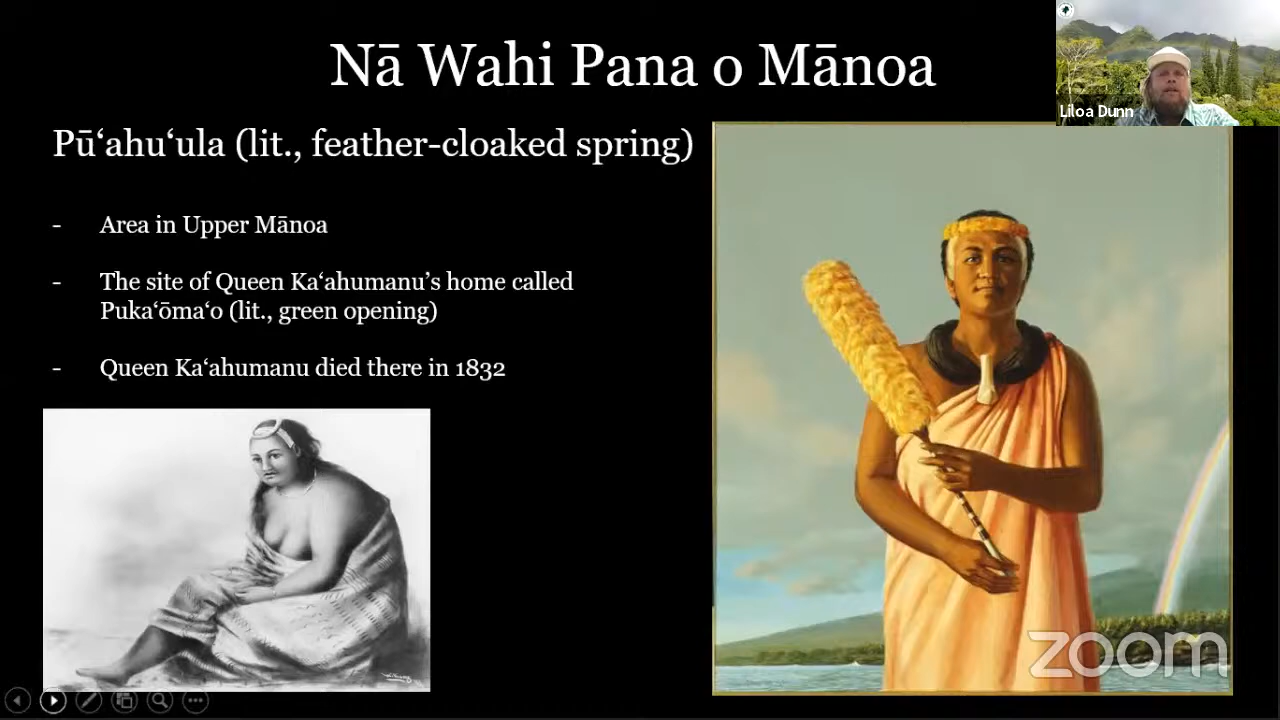 Nā Wahi Pana o Mānoa
Liloa Dunn
Pūʻahuʻula (lit., feather-cloaked spring)
- Area in Upper Mānoa
- The site of Queen Kaʻahumanu’s home called
Pukaʻōmaʻo (lit., green opening)
- Queen Kaʻahumanu died there in 1832
zoom